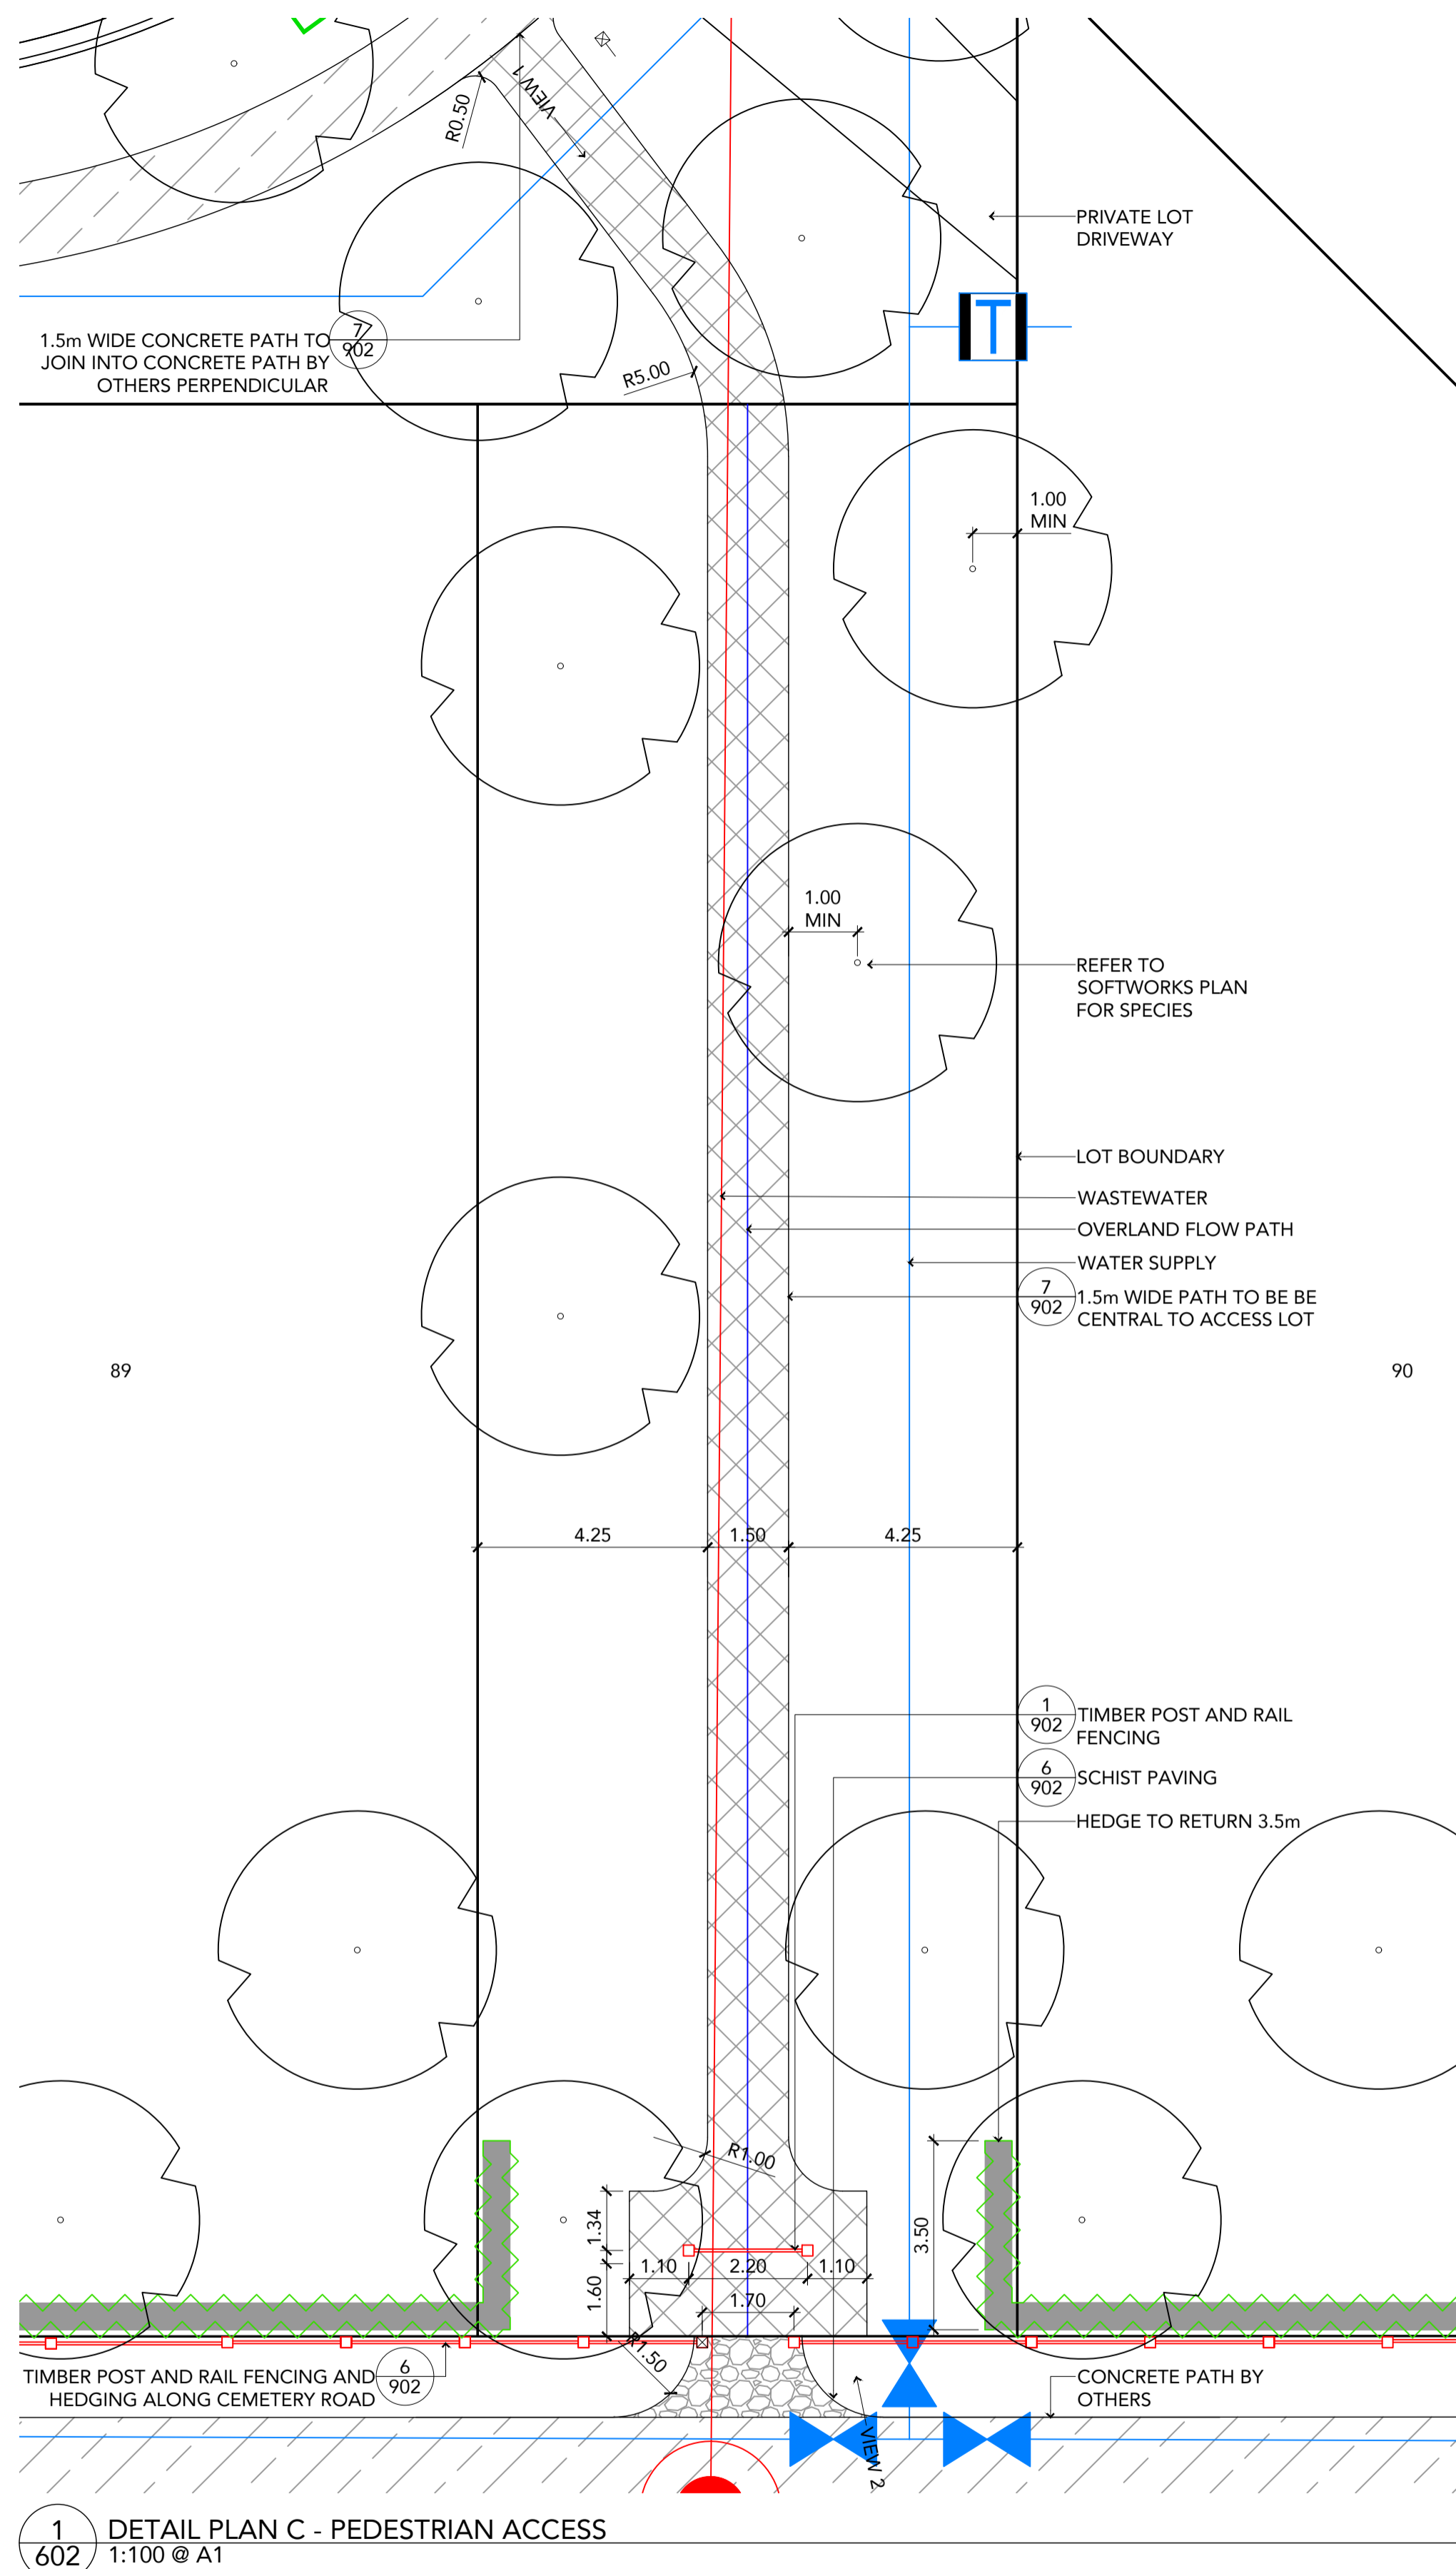 VIEW 1
R0.50
PRIVATE LOT
DRIVEWAY
T
7
902
1.5m WIDE CONCRETE PATH TO
JOIN INTO CONCRETE PATH BY
OTHERS PERPENDICULAR
R5.00
1.00
MIN
1.00
MIN
REFER TO
SOFTWORKS PLAN
FOR SPECIES
LOT BOUNDARY
WASTEWATER
OVERLAND FLOW PATH
WATER SUPPLY
7
902
1.5m WIDE PATH TO BE BE
CENTRAL TO ACCESS LOT
89
90
4.25
1.50
4.25
1
902
TIMBER POST AND RAIL
FENCING
6
902
SCHIST PAVING
HEDGE TO RETURN 3.5m
R1.00
1.34
3.50
1.10
2.20
1.10
1.60
1.70
R1.50
6
902
TIMBER POST AND RAIL FENCING AND
HEDGING ALONG CEMETERY ROAD
CONCRETE PATH BY
OTHERS
VIEW 2
1
602
DETAIL PLAN C - PEDESTRIAN ACCESS
1:100 @ A1